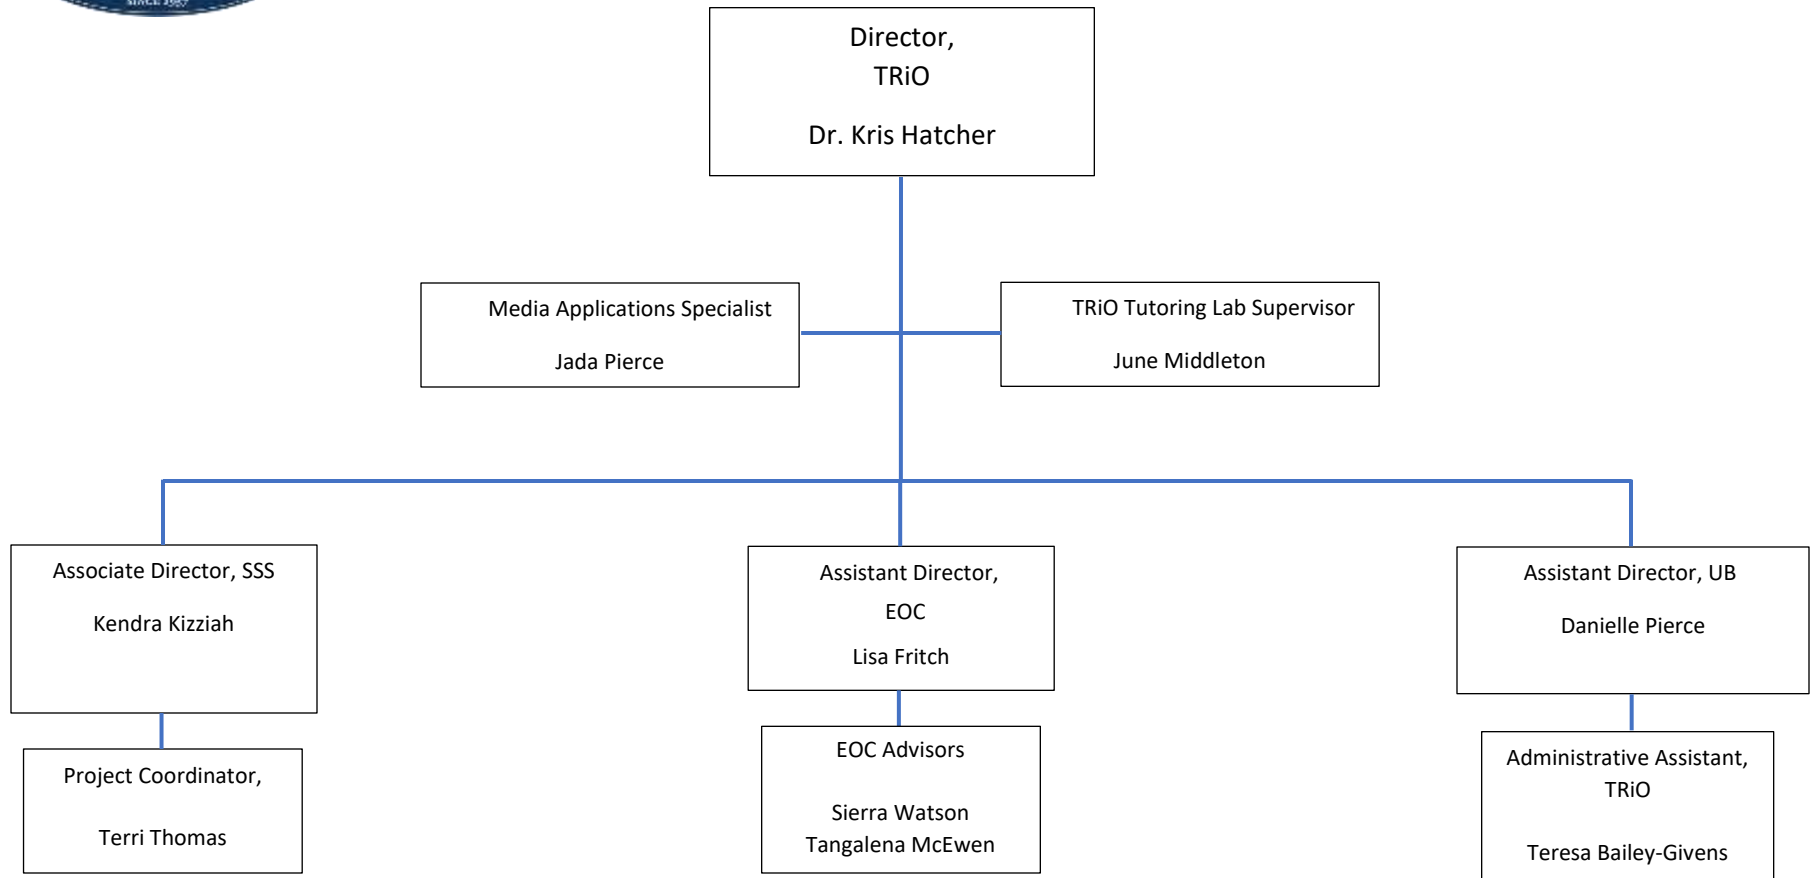 SINCE 1957
Director,
TRiO
Dr. Kris Hatcher
Media Applications Specialist
Jada Pierce
TRiO Tutoring Lab Supervisor
June Middleton
Associate Director, SSS
Kendra Kizziah
Assistant Director,
EOC
Lisa Fritch
Assistant Director, UB
Danielle Pierce
Project Coordinator,
Terri Thomas
EOC Advisors
Sierra Watson
Tangalena McEwen
Administrative Assistant,
TRiO
Teresa Bailey-Givens